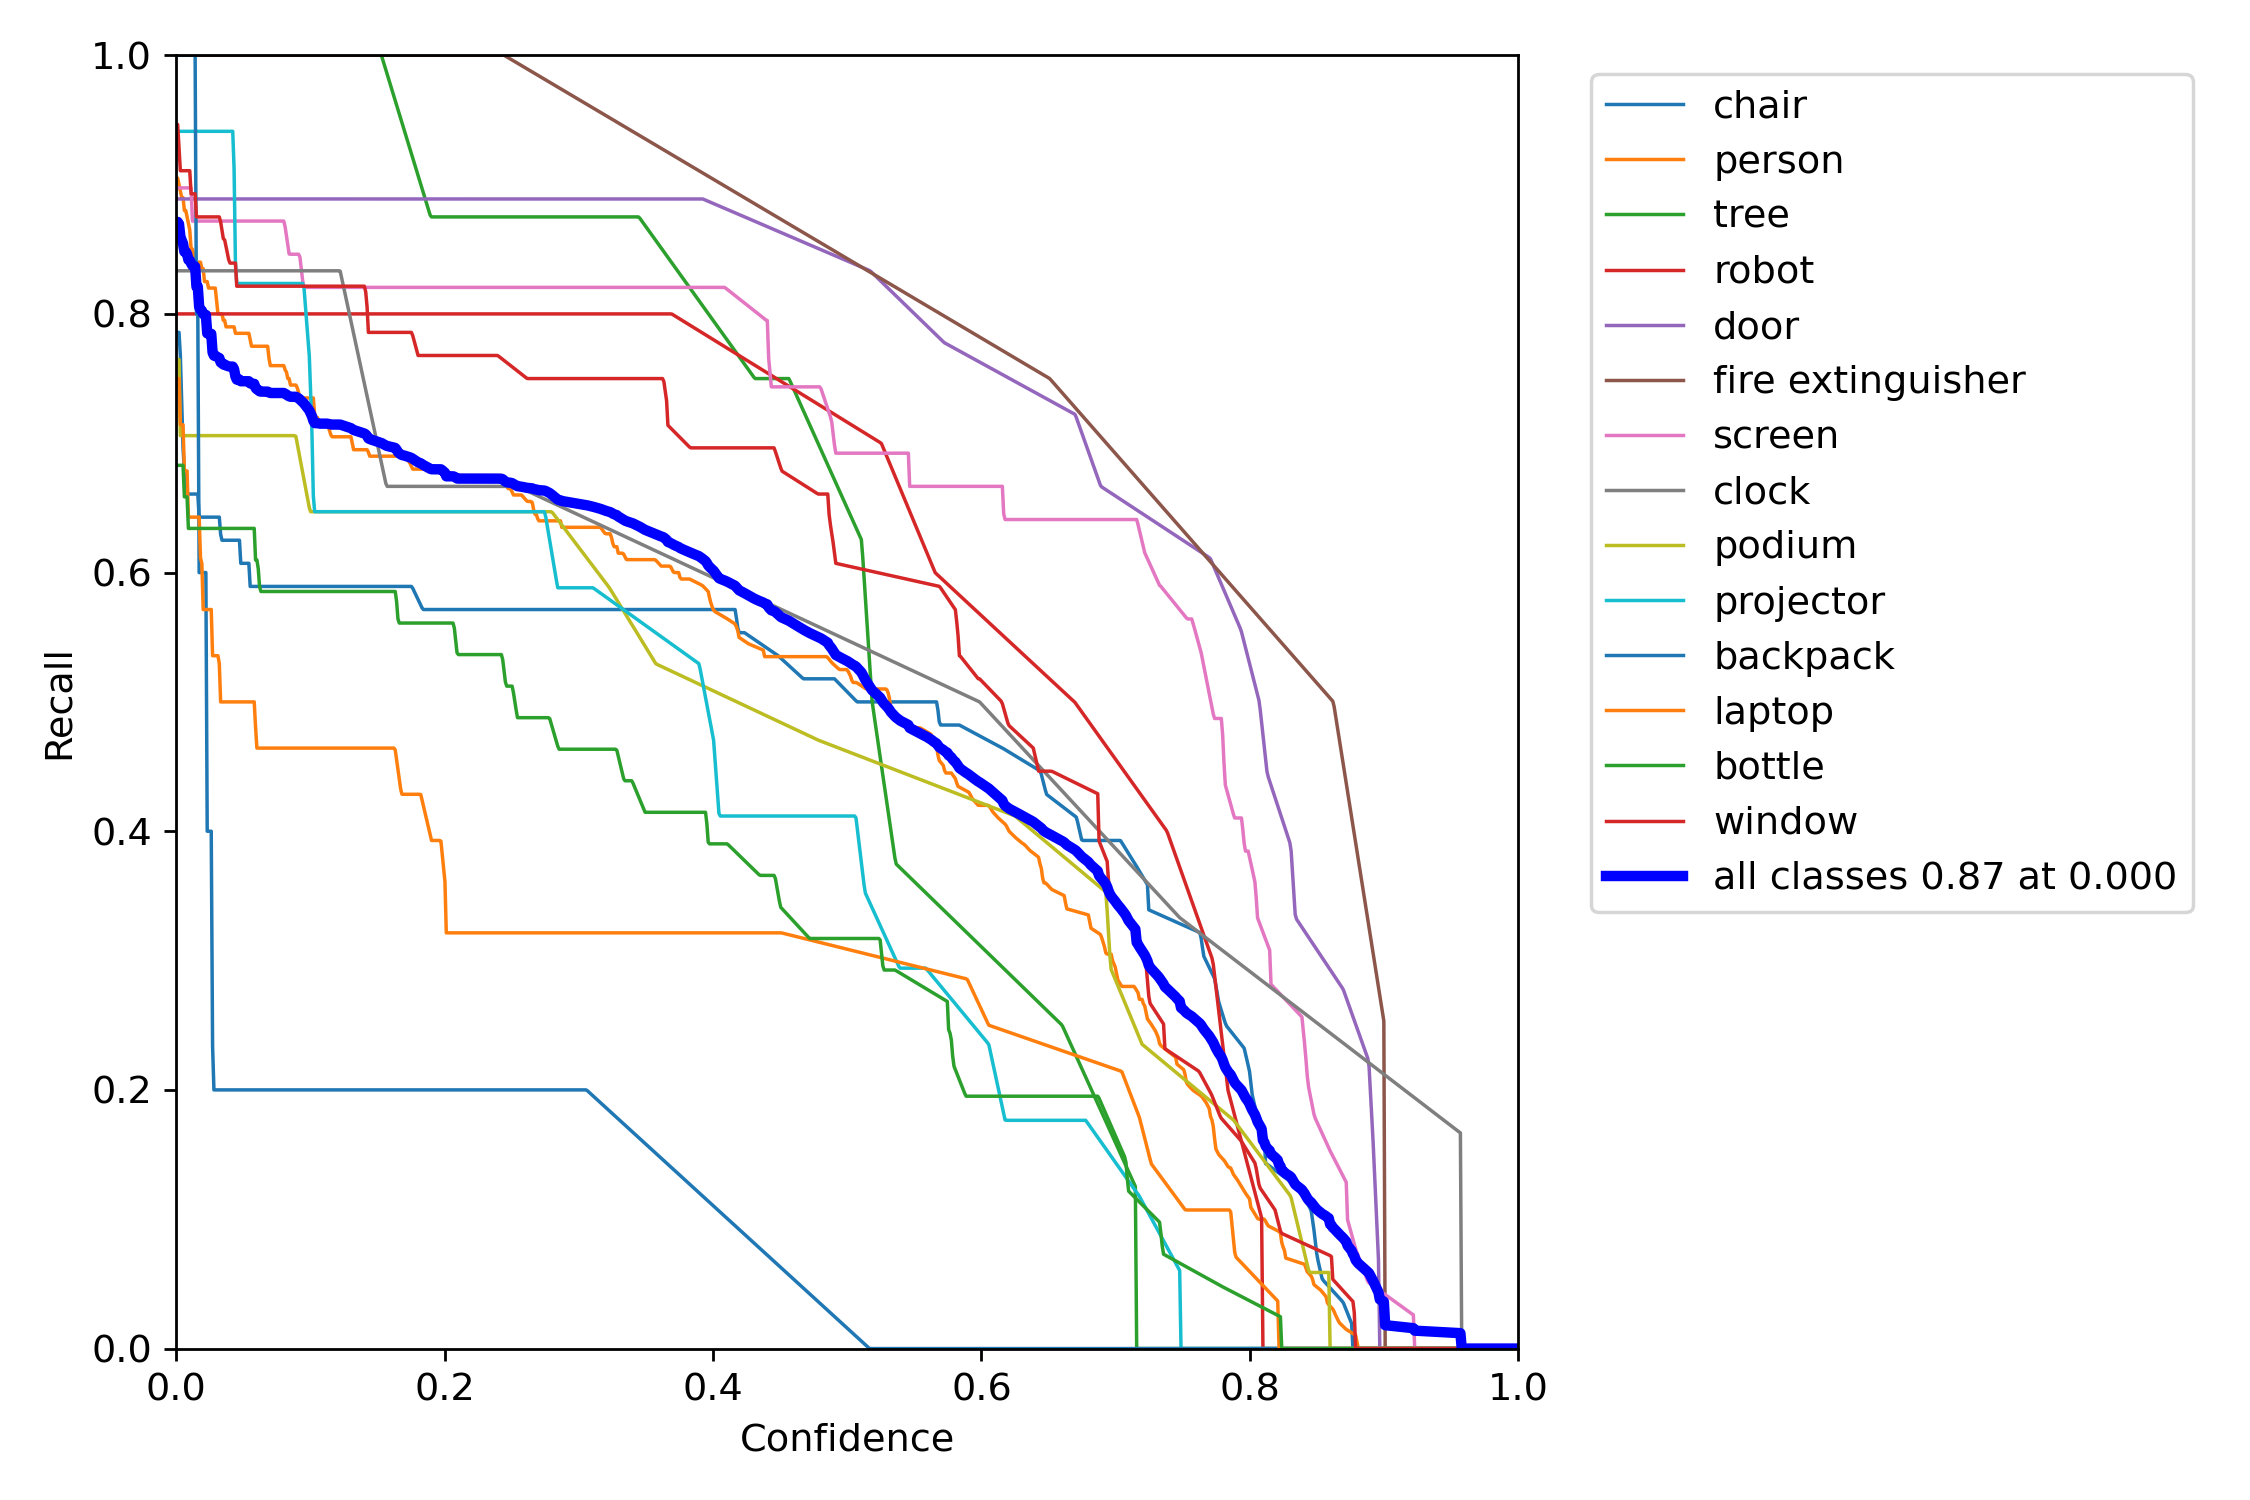 1.0
0.8
0.6
0.4
0.2
0.0
Recall
0.0 0.2 0.4 0.6 0.8 1.0
Confidence
chair
person
tree
robot
door
fire extinguisher
screen
clock
podium
projector
backpack
laptop
bottle
window
all classes 0.87 at 0.000